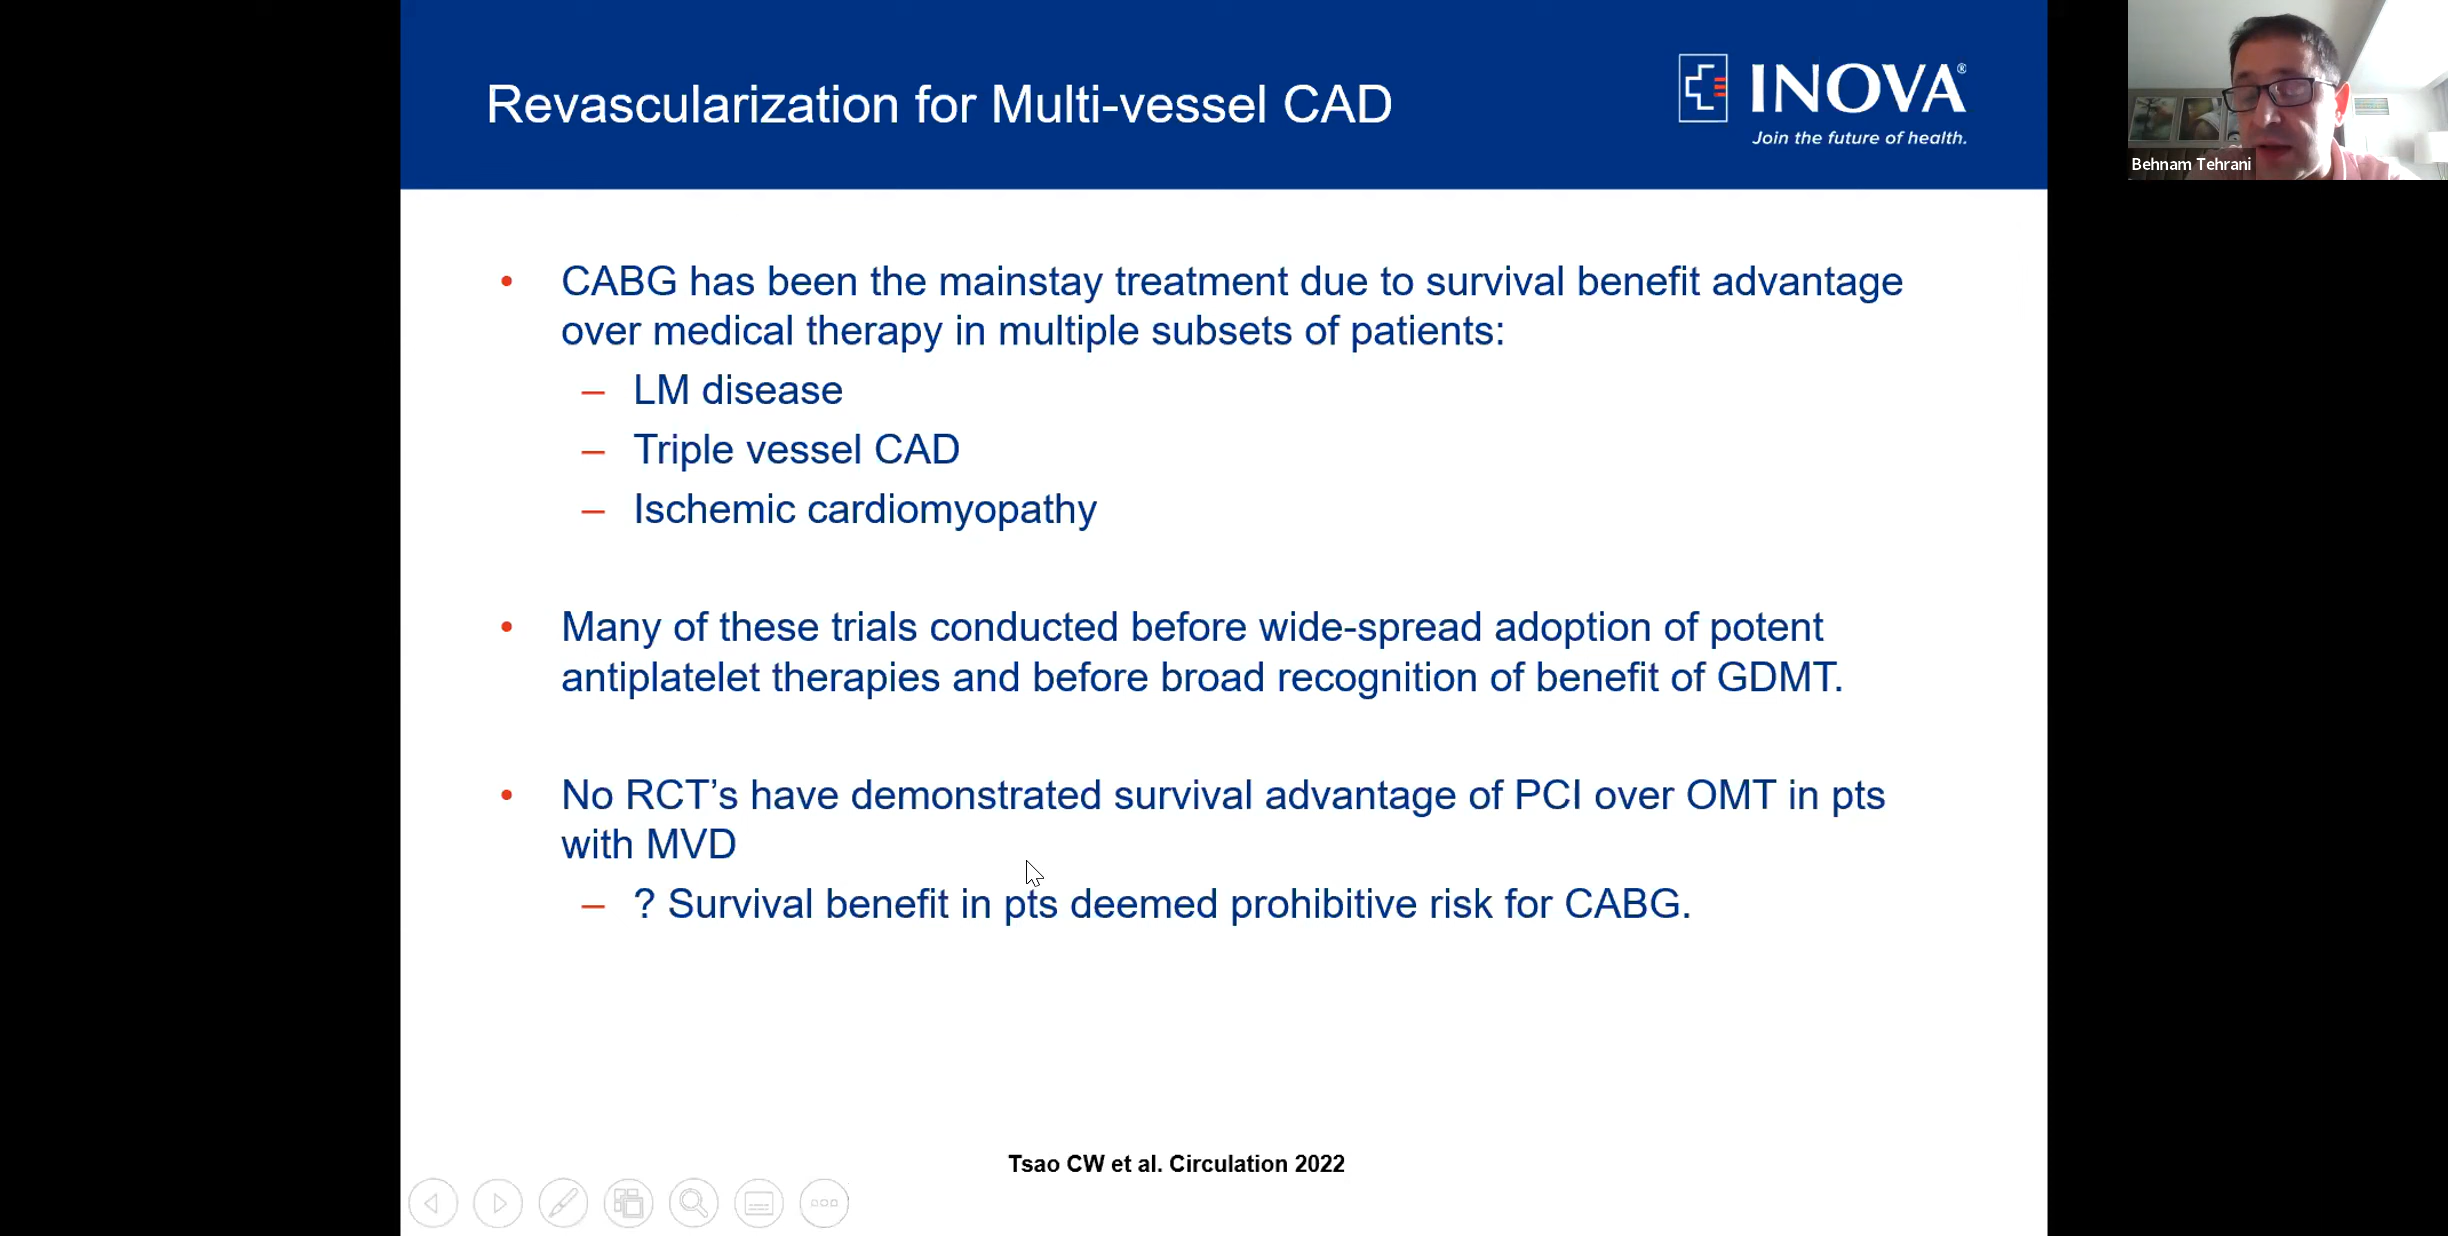 Revascularization for Multi-vessel CAD
INOVA®
Join the future of health.
Behnam Tehrani
• CABG has been the mainstay treatment due to survival benefit advantage
over medical therapy in multiple subsets of patients:
– LM disease
– Triple vessel CAD
– Ischemic cardiomyopathy
• Many of these trials conducted before wide-spread adoption of potent
antiplatelet therapies and before broad recognition of benefit of GDMT.
• No RCT’s have demonstrated survival advantage of PCI over OMT in pts
with MVD
– ? Survival benefit in pts deemed prohibitive risk for CABG.
Tsao CW et al. Circulation 2022